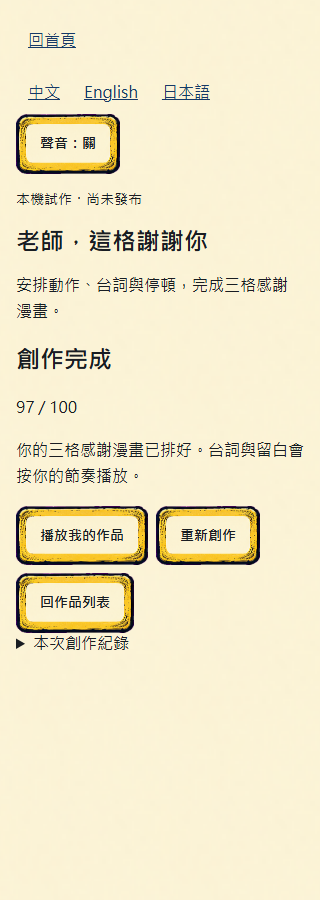 回首頁
中文 English 日本語
聲音：關
本機試作・尚未發布
老師，這格謝謝你
安排動作、台詞與停頓，完成三格感謝
漫畫。
創作完成
97 / 100
你的三格感謝漫畫已排好。台詞與留白會
按你的節奏播放。
播放我的作品 重新創作
回作品列表
▶ 本次創作紀錄